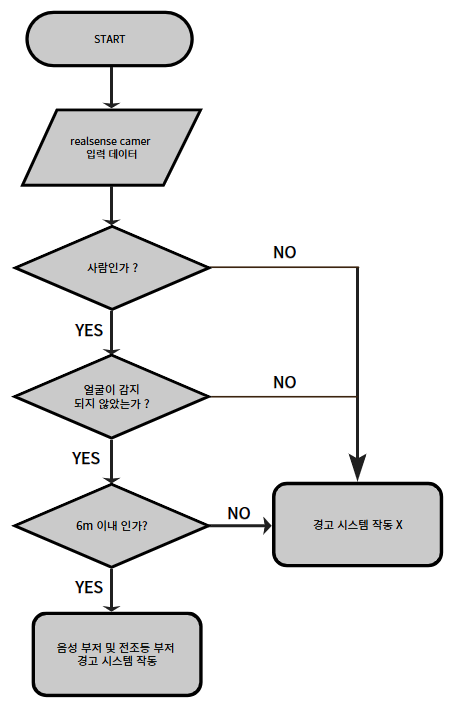 START
realsense camer
입력 데이터
사람인가 ?
NO
YES
얼굴이 감지
되지 않았는가 ?
NO
YES
6m 이내 인가?
NO
경고 시스템 작동 X
YES
음성 부저 및 전조등 부저
경고 시스템 작동